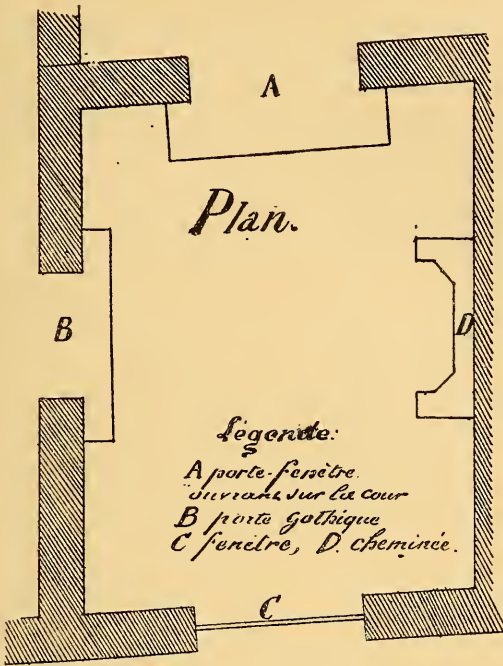 A
Plan.
B
D
Légende:
A porte-fenêtre
ouvrant sur la cour
B porte gothique
C fenêtre, D. cheminée.
C